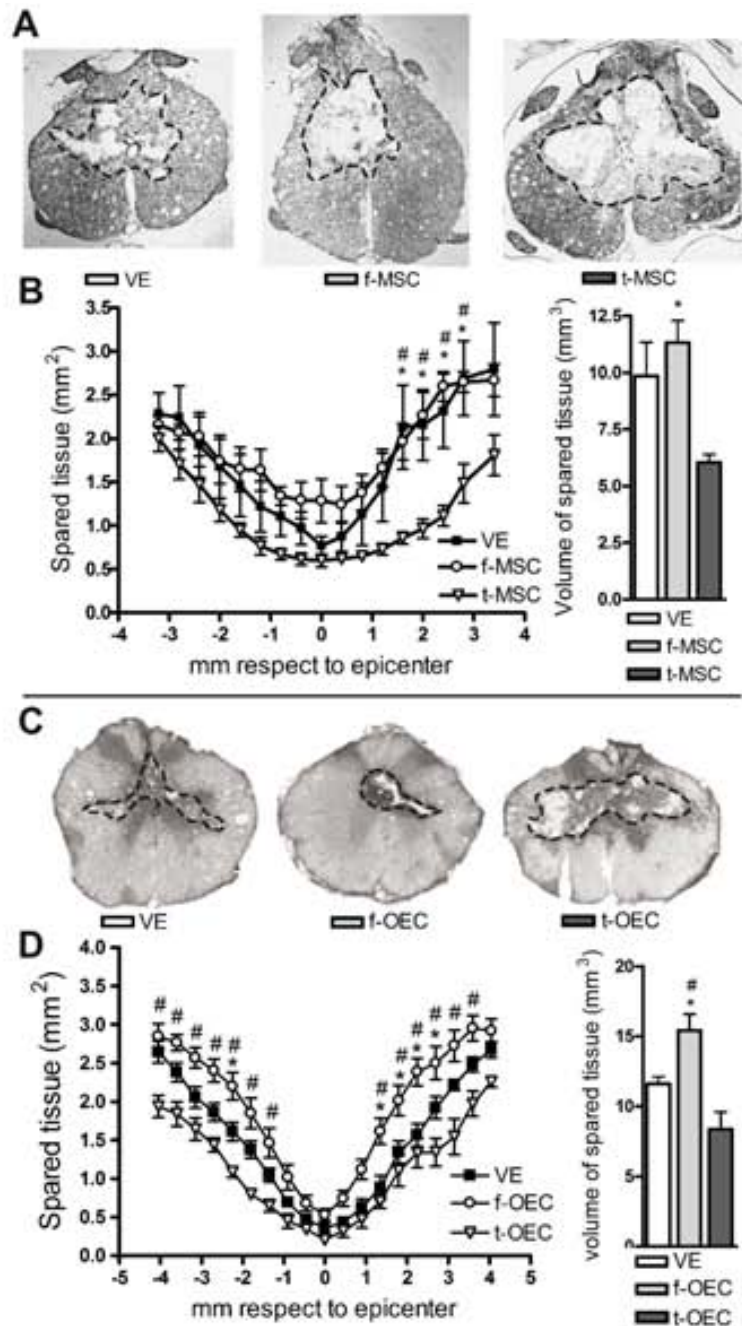 A
VE f-MSC t-MSC
B
Spared tissue (mm²)
3.5
3.0
2.5
2.0
1.5
1.0
0.5
0.0
-4 -3 -2 -1 0 1 2 3 4
mm respect to epicenter
# # # #
* * * *
VE
f-MSC
t-MSC
Volume of spared tissue (mm³)
12.5
10.0
7.5
5.0
2.5
0.0
*
VE
f-MSC
t-MSC
C
VE f-OEC t-OEC
D
Spared tissue (mm²)
4.0
3.5
3.0
2.5
2.0
1.5
1.0
0.5
0.0
-5 -4 -3 -2 -1 0 1 2 3 4 5
mm respect to epicenter
# # # # # # # # # # # # #
* * * * *
VE
f-OEC
t-OEC
volume of spared tissue (mm³)
20
15
10
5
0
#
*
VE
f-OEC
t-OEC